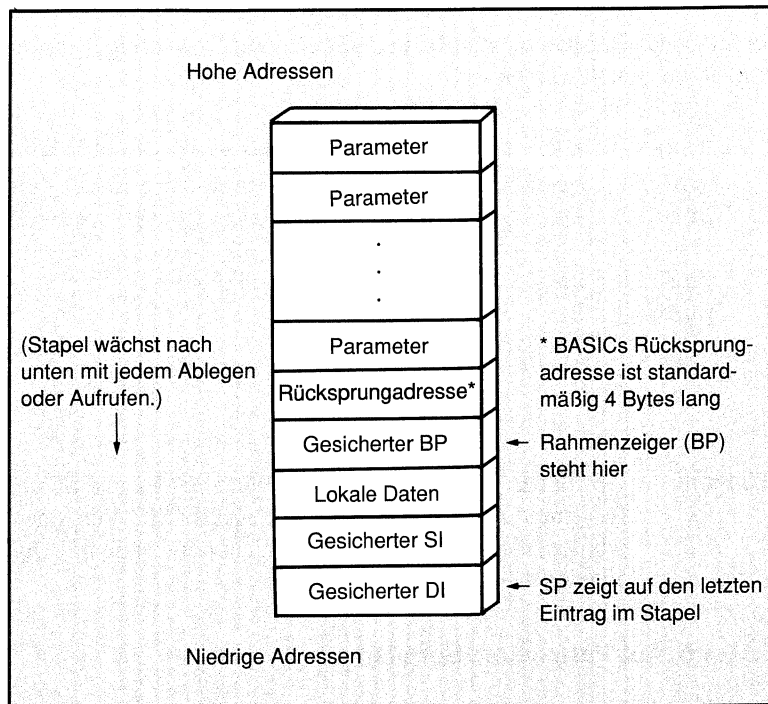 Hohe Adressen
Parameter
Parameter
.
.
.
(Stapel wächst nach
unten mit jedem Ablegen
oder Aufrufen.)
Parameter
Rücksprungadresse*
Gesicherter BP
Lokale Daten
Gesicherter SI
Gesicherter DI
* BASICs Rücksprung-
adresse ist standard-
mäßig 4 Bytes lang
Rahmenzeiger (BP)
steht hier
SP zeigt auf den letzten
Eintrag im Stapel
Niedrige Adressen